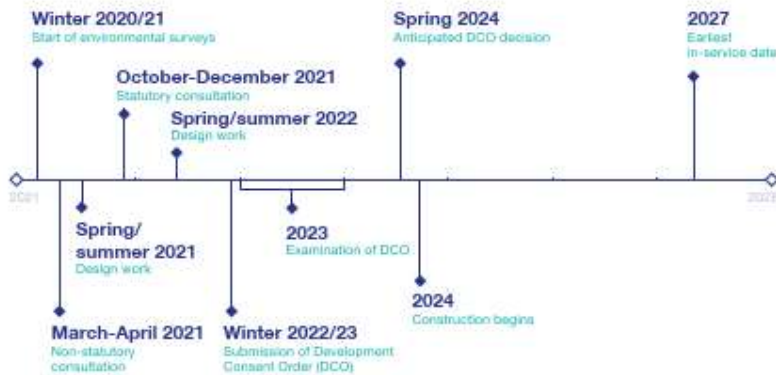 Winter 2020/21
Start of environmental surveys
Spring 2024
Anticipated DCO decision
2027
Earliest
in-service date
October-December 2021
Statutory consultation
Spring/summer 2022
Design work
2021
2028
Spring/
summer 2021
Design work
2023
Examination of DCO
2024
Construction begins
March-April 2021
Non-statutory
consultation
Winter 2022/23
Submission of Development
Consent Order (DCO)